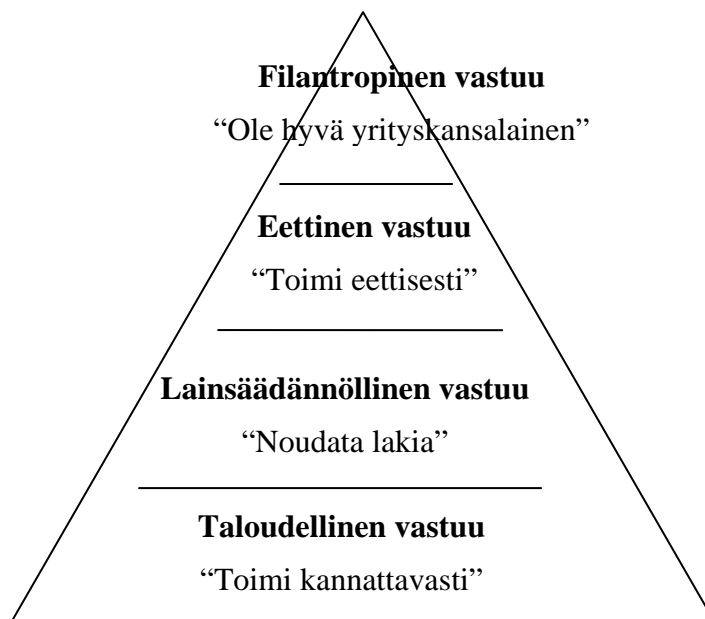 Filantropinen vastuu
“Ole hyvä yrityskansalainen”
Eettinen vastuu
“Toimi eettisesti”
Lainsäädännöllinen vastuu
“Noudata lakia”
Taloudellinen vastuu
“Toimi kannattavasti”